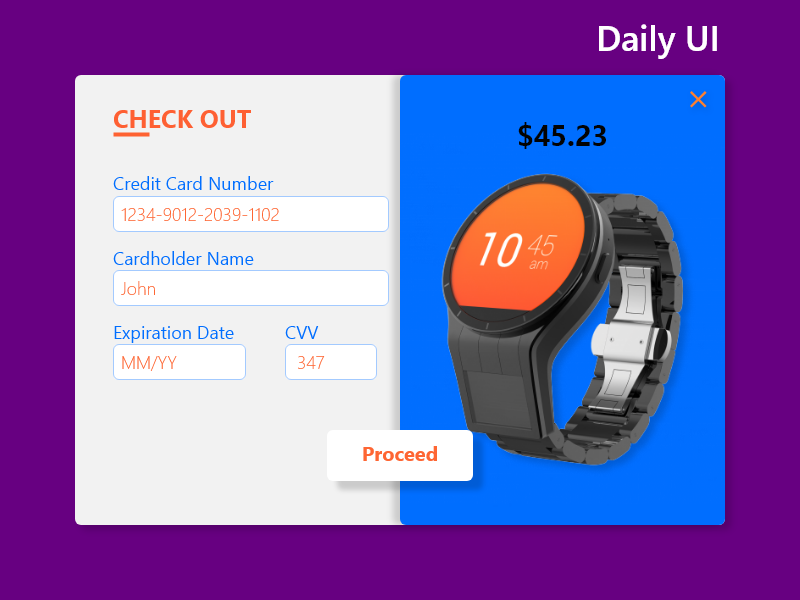 Daily UI
CHECK OUT
$45.23
Credit Card Number
1234-9012-2039-1102
Cardholder Name
John
Expiration Date
CVV
MM/YY
347
10 45
am
Proceed